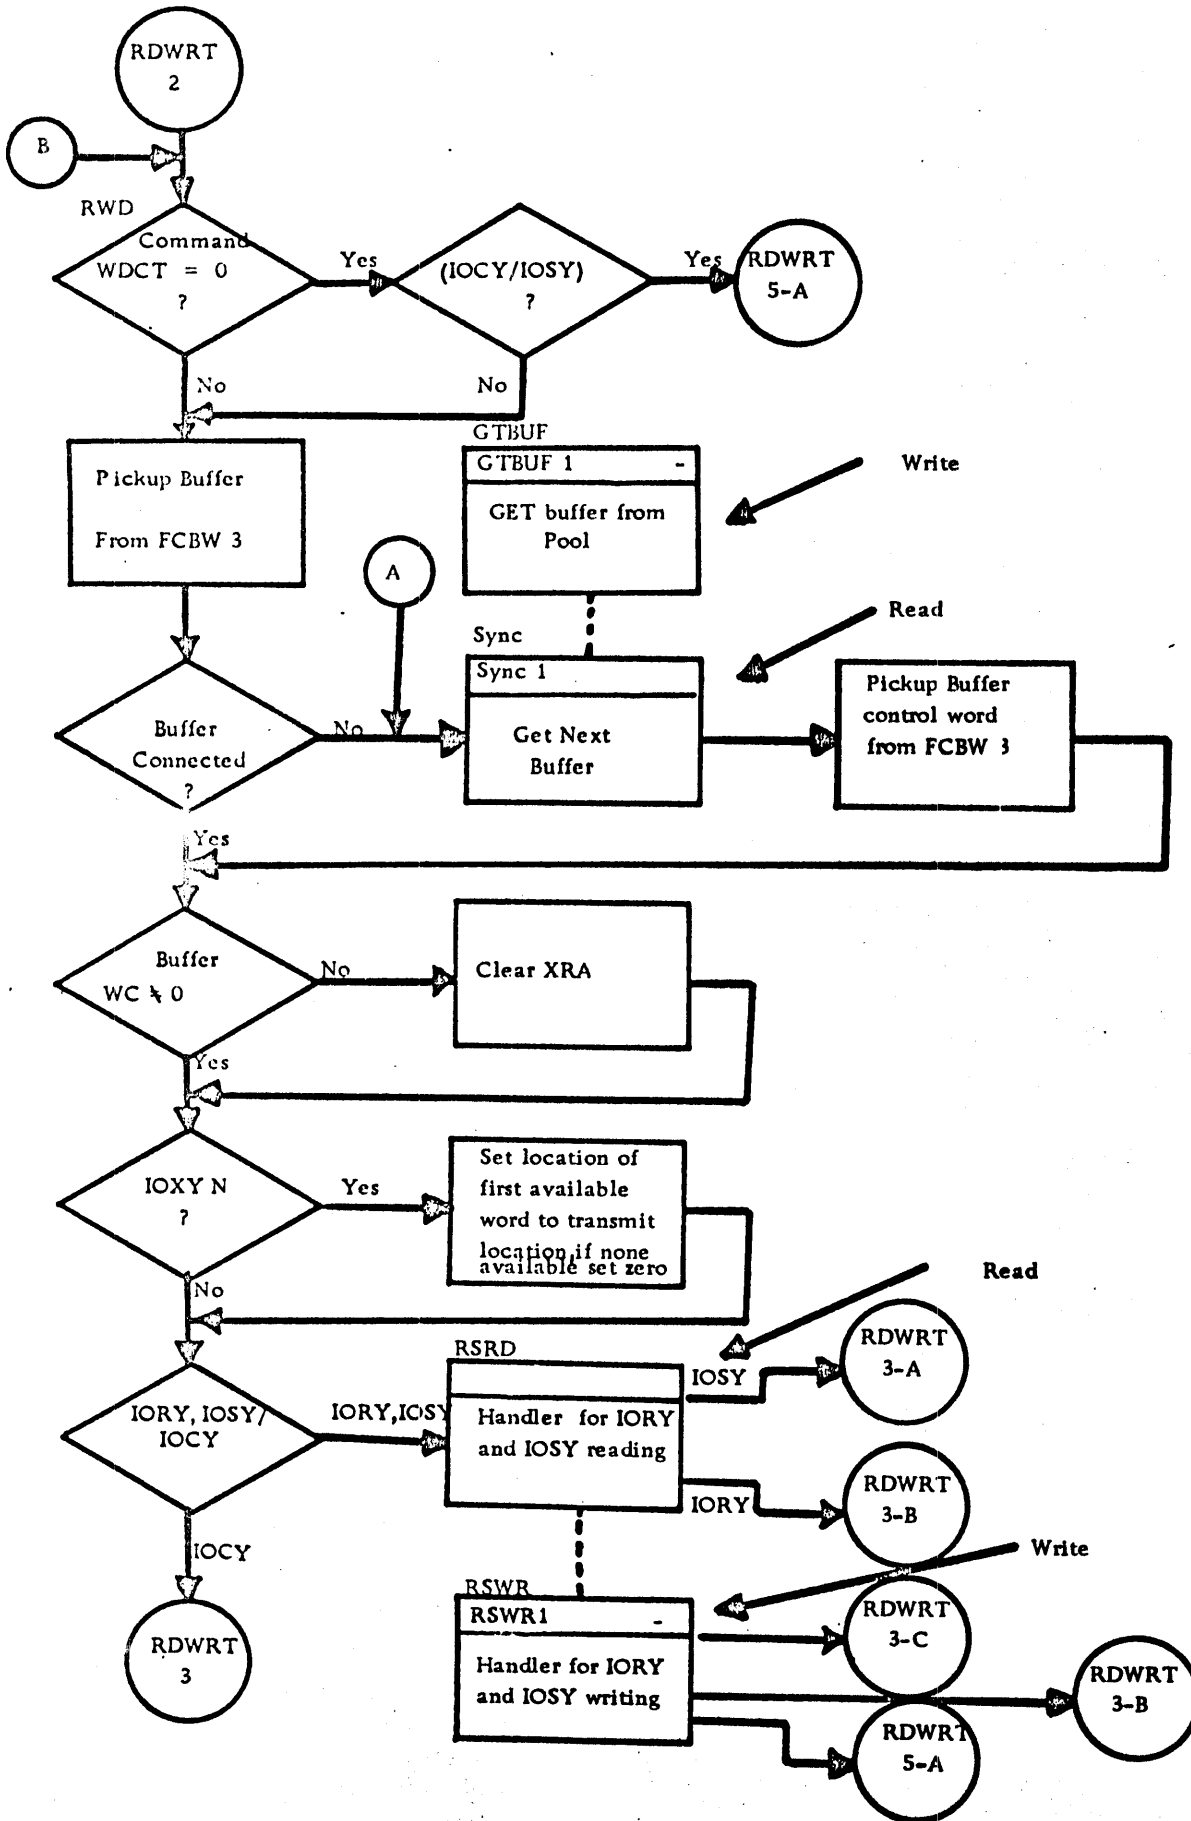 RDWRT
2
B
RWD
Command
WDCT = 0
?
Yes
(IOCY/IOSY)
?
Yes
RDWRT
5-A
No
No
Pickup Buffer
From FCBW 3
GTBUF
GTBUF 1 -
GET buffer from
Pool
Write
A
Read
Sync
Sync 1
Get Next
Buffer
Pickup Buffer
control word
from FCBW 3
Buffer
Connected
?
No
Yes
Buffer
WC ≠ 0
No
Clear XRA
Yes
IOXY N
?
Yes
Set location of
first available
word to transmit
location if none
available set zero
No
Read
RSRD
IORY, IOSY/
IOCY
IORY,IOSY
Handler for IORY
and IOSY reading
IOSY
RDWRT
3-A
IORY
RDWRT
3-B
IOCY
RDWRT
3
Write
RSWR
RSWR1 -
Handler for IORY
and IOSY writing
RDWRT
3-C
RDWRT
3-B
RDWRT
5-A